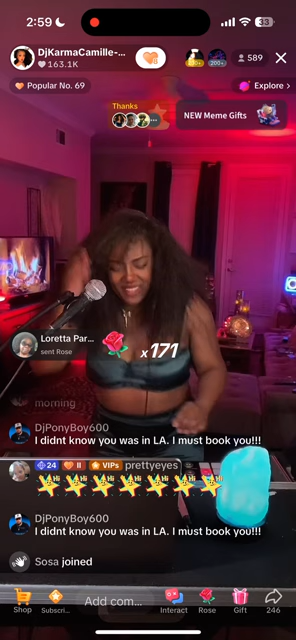 2:59
33
DjKarmaCamille-...
163.1K
200+
589
Popular No. 69
Explore >
Thanks
NEW Meme Gifts
Loretta Par...
sent Rose
x171
morning
DjPonyBoy600
I didnt know you was in LA. I must book you!!!
24 II VIPs prettyeyes
DjPonyBoy600
I didnt know you was in LA. I must book you!!!
Sosa joined
Shop
Subscri...
Add com...
Interact
Rose
Gift
246